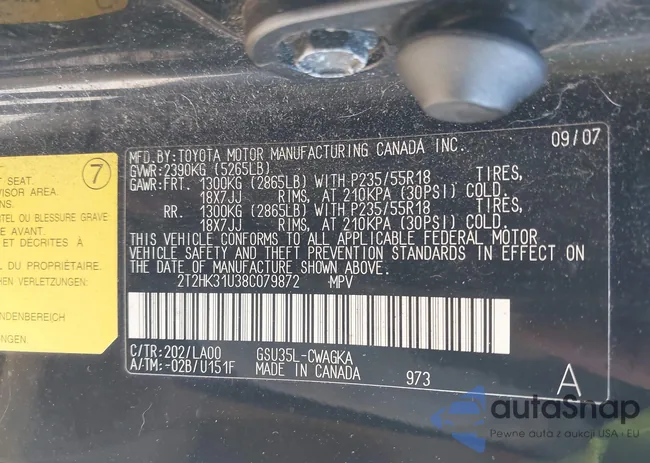 MFD.BY:TOYOTA MOTOR MANUFACTURING CANADA INC. 09/07
GVWR:2390KG (5265LB)
GAWR:FRT. 1300KG (2865LB) WITH P235/55R18 TIRES,
18X7JJ RIMS, AT 210KPA (30PSI) COLD.
RR. 1300KG (2865LB) WITH P235/55R18 TIRES,
18X7JJ RIMS, AT 210KPA (30PSI) COLD.
THIS VEHICLE CONFORMS TO ALL APPLICABLE FEDERAL MOTOR
VEHICLE SAFETY AND THEFT PREVENTION STANDARDS IN EFFECT ON
THE DATE OF MANUFACTURE SHOWN ABOVE.
2T2HK31U38C079872 MPV
C/TR:202/LA00 GSU35L-CWAGKA
A/TM:-02B/U151F MADE IN CANADA 973 A
7
SEAT.
VISOR AREA
NS.
TEL OU BLESSURE GRAVE
E AVANT.
ET DÉCRITES À
du PROPRIÉTAIRE.
VERLETZUNGEN:
NDENBEREICH
autoSnap
Pewne auta z aukcji USA i EU